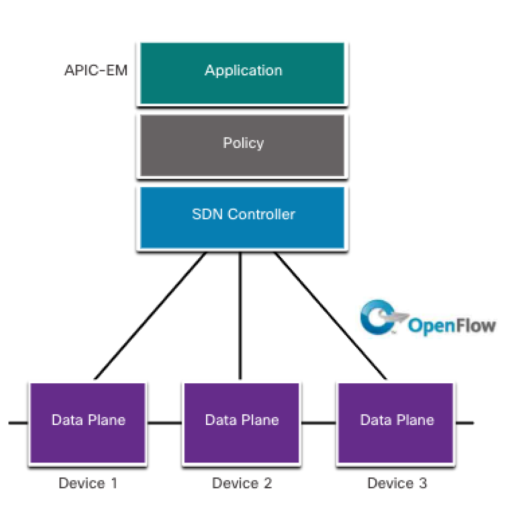 APIC-EM
Application
Policy
SDN Controller
OpenFlow
Data Plane
Data Plane
Data Plane
Device 1
Device 2
Device 3